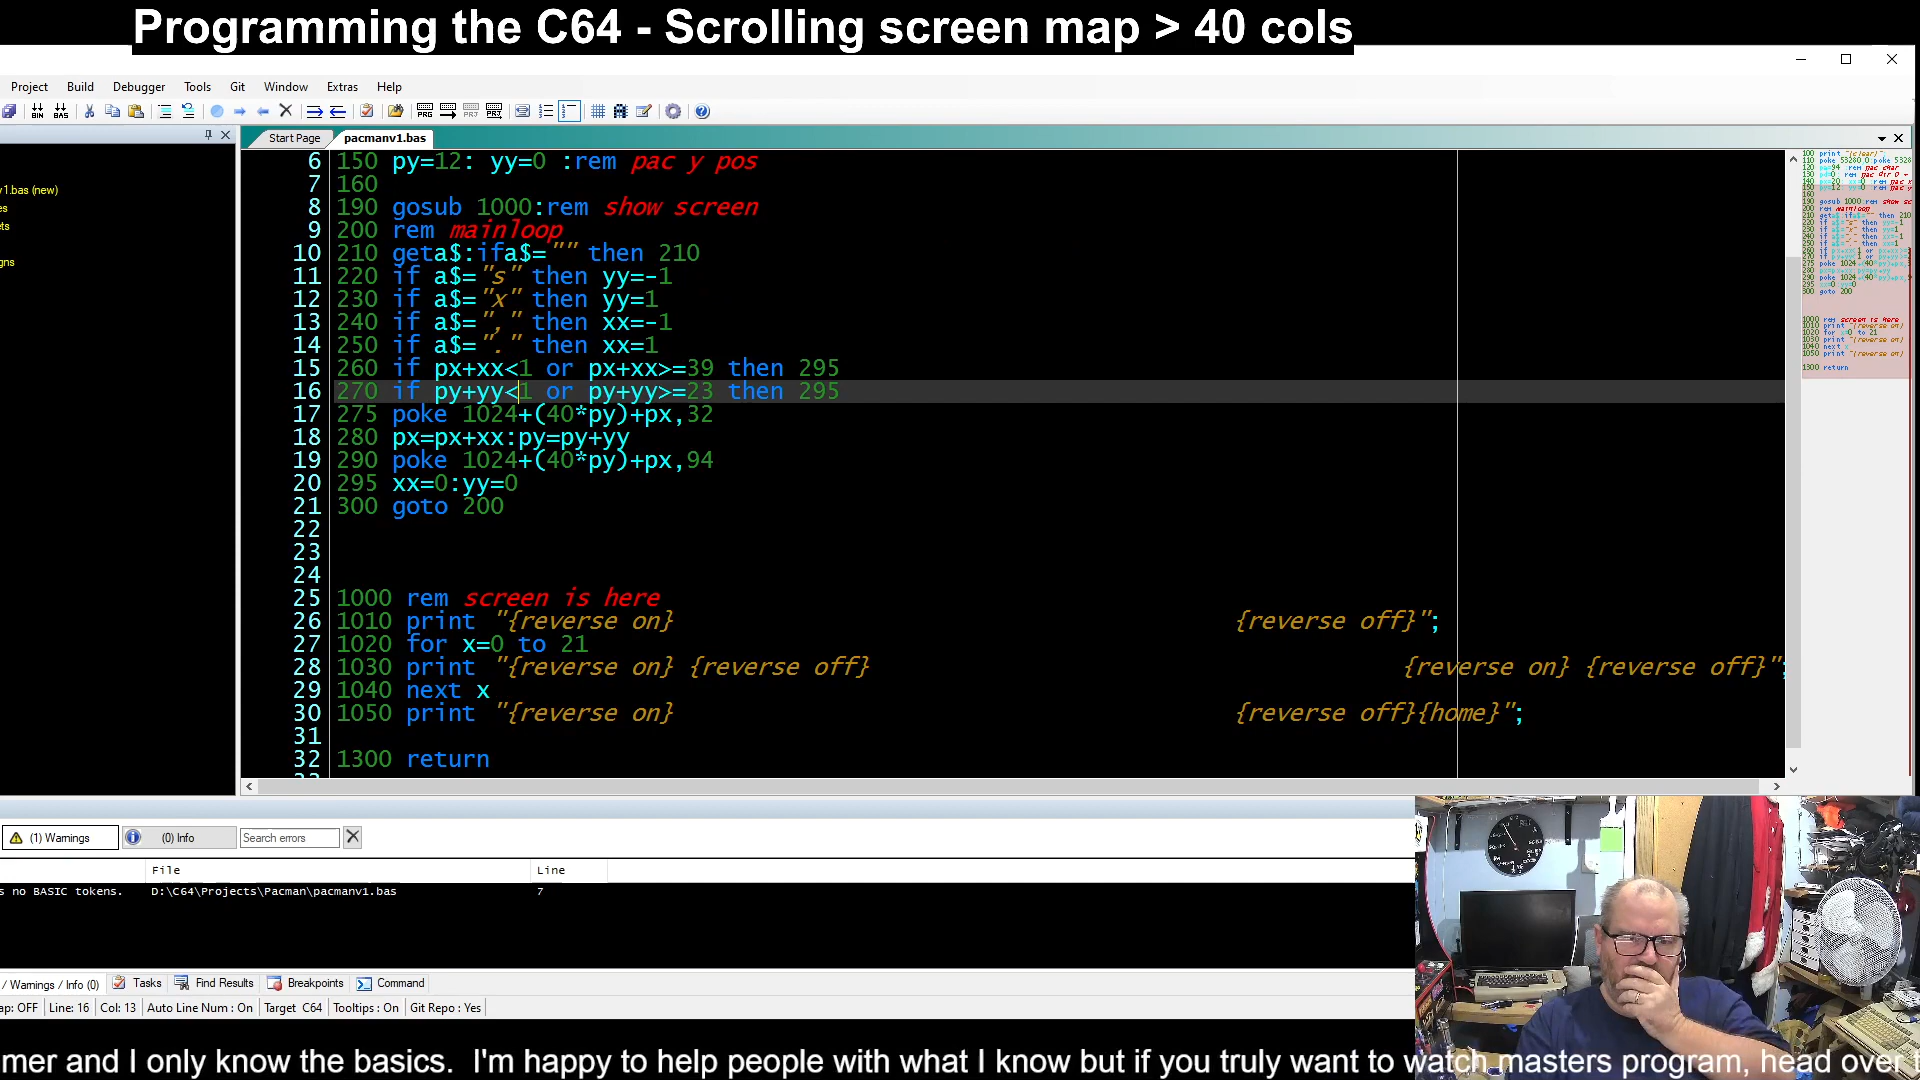 Programming the C64 - Scrolling screen map > 40 cols
Project Build Debugger Tools Git Window Extras Help
Start Page pacmanv1.bas
v1.bas (new)
es
ets
gns
6 150 py=12: yy=0 :rem pac y pos
7 160
8 190 gosub 1000:rem show screen
9 200 rem mainloop
10 210 geta$:ifa$="" then 210
11 220 if a$="s" then yy=-1
12 230 if a$="x" then yy=1
13 240 if a$="," then xx=-1
14 250 if a$="." then xx=1
15 260 if px+xx<1 or px+xx>=39 then 295
16 270 if py+yy<1 or py+yy>=23 then 295
17 275 poke 1024+(40*py)+px,32
18 280 px=px+xx:py=py+yy
19 290 poke 1024+(40*py)+px,94
20 295 xx=0:yy=0
21 300 goto 200
22
23
24
25 1000 rem screen is here
26 1010 print "{reverse on} {reverse off}";
27 1020 for x=0 to 21
28 1030 print "{reverse on} {reverse off} {reverse on} {reverse off}";
29 1040 next x
30 1050 print "{reverse on} {reverse off}{home}";
31
32 1300 return
(1) Warnings (0) Info Search errors
File Line
s no BASIC tokens. D:\C64\Projects\Pacman\pacmanv1.bas 7
/ Warnings / Info (0) Tasks Find Results Breakpoints Command
ap: OFF Line: 16 Col: 13 Auto Line Num : On Target C64 Tooltips : On Git Repo : Yes
mer and I only know the basics. I'm happy to help people with what I know but if you truly want to watch masters program, head over